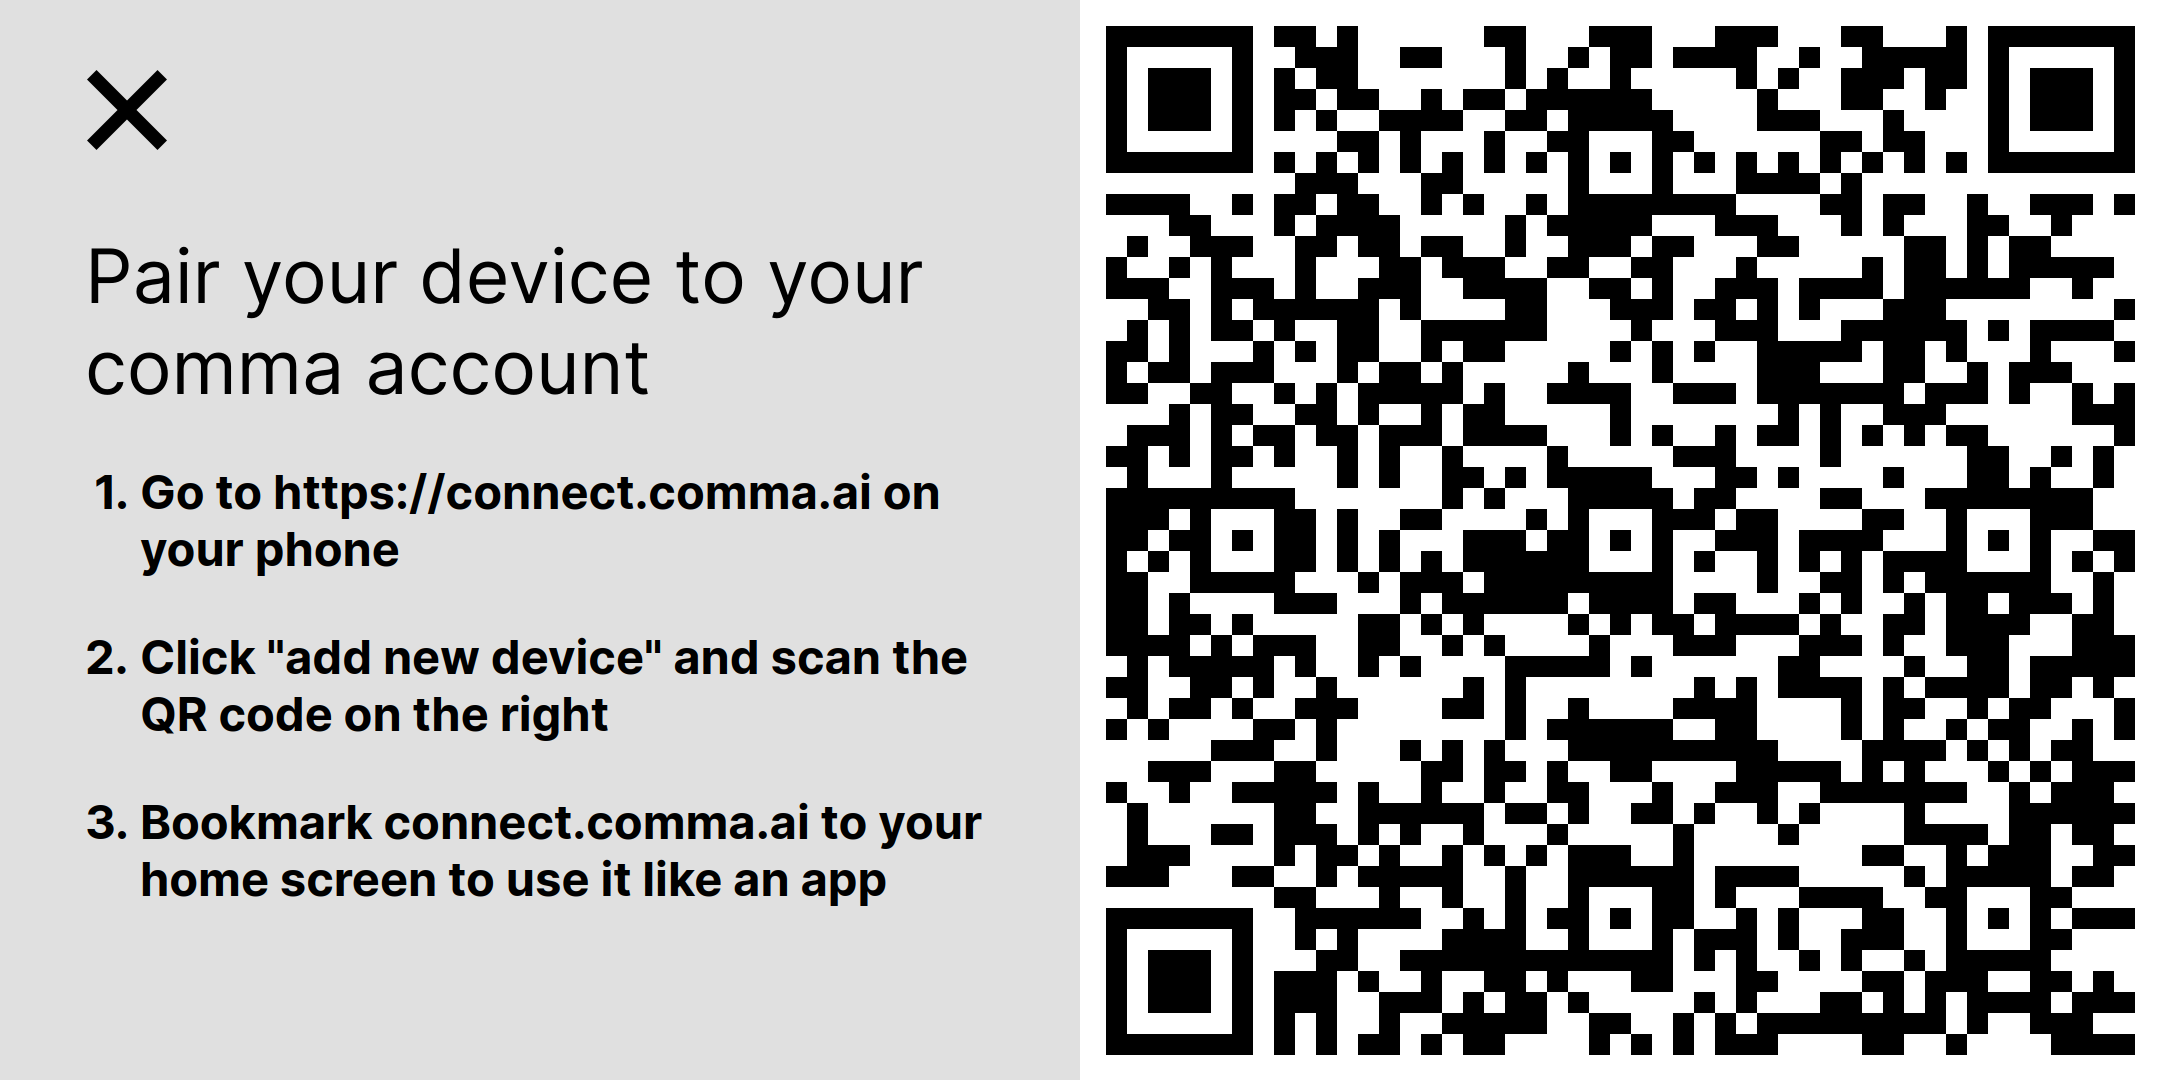 Pair your device to your
comma account
1. Go to https://connect.comma.ai on
your phone
2. Click "add new device" and scan the
QR code on the right
3. Bookmark connect.comma.ai to your
home screen to use it like an app